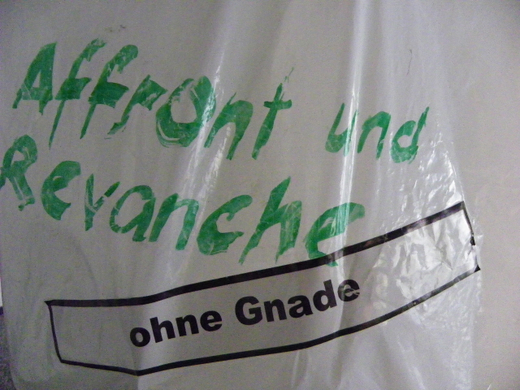 Affront und
Revanche
ohne Gnade